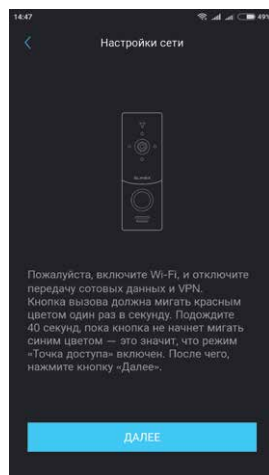 14:47
49%
Настройки сети
SLINEX
Пожалуйста, включите Wi-Fi, и отключите
передачу сотовых данных и VPN.
Кнопка вызова должна мигать красным
цветом один раз в секунду. Подождите
40 секунд, пока кнопка не начнет мигать
синим цветом — это значит, что режим
«Точка доступа» включен. После чего,
нажмите кнопку «Далее».
ДАЛЕЕ